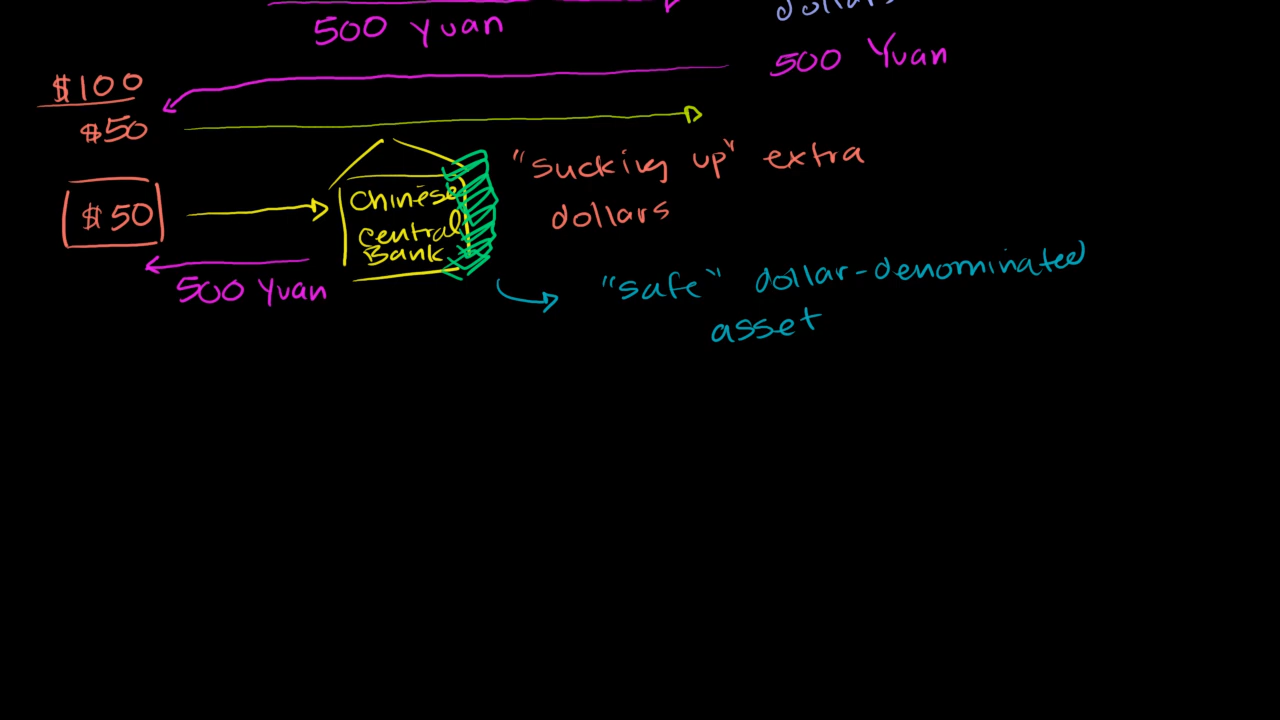 dollars
500 Yuan
500 Yuan
$100
$50
"sucking up" extra
dollars
$50
Chinese
central
Bank
500 Yuan
"safe" dollar-denominated
asset